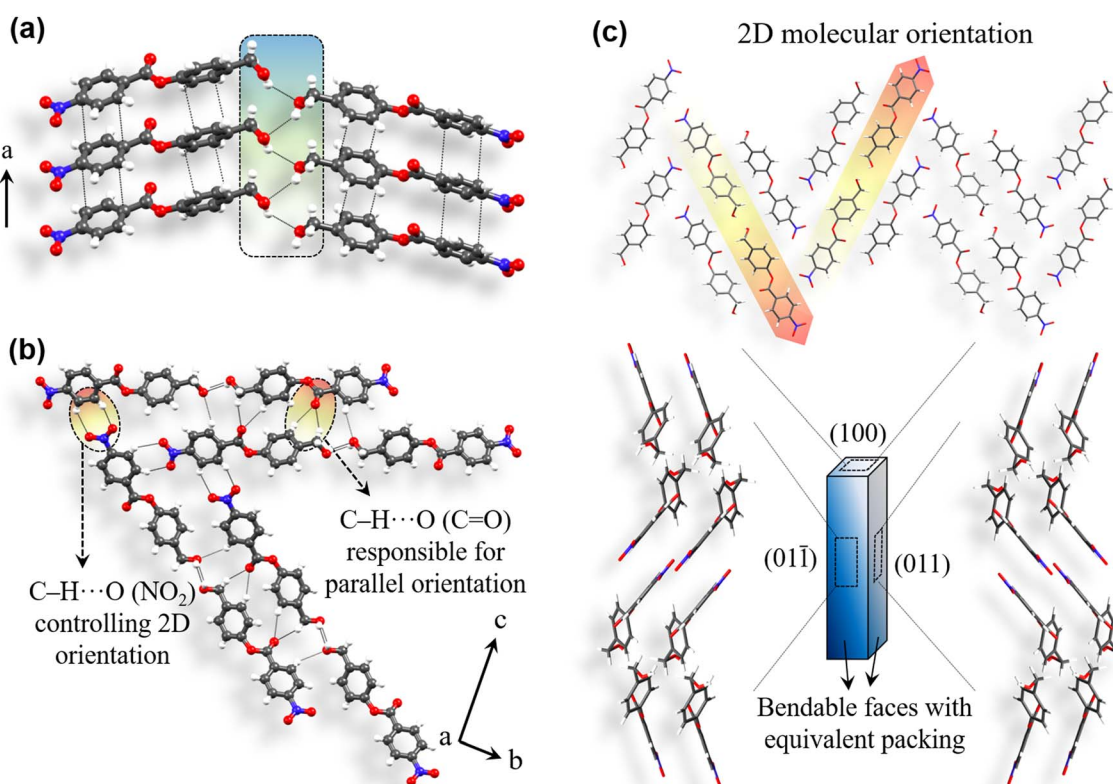 (a)
a
(b)
C–H···O (NO₂)
controlling 2D
orientation
C–H···O (C=O)
responsible for
parallel orientation
c
a
b
(c)
2D molecular orientation
(100)
(011̅)
(011)
Bendable faces with
equivalent packing